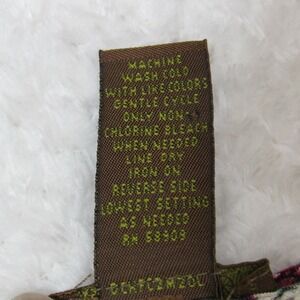 MACHINE
WASH COLD
WITH LIKE COLORS
GENTLE CYCLE
ONLY NON
CHLORINE BLEACH
WHEN NEEDED
LINE DRY
IRON ON
REVERSE SIDE
LOWEST SETTING
AS NEEDED
RN 58909